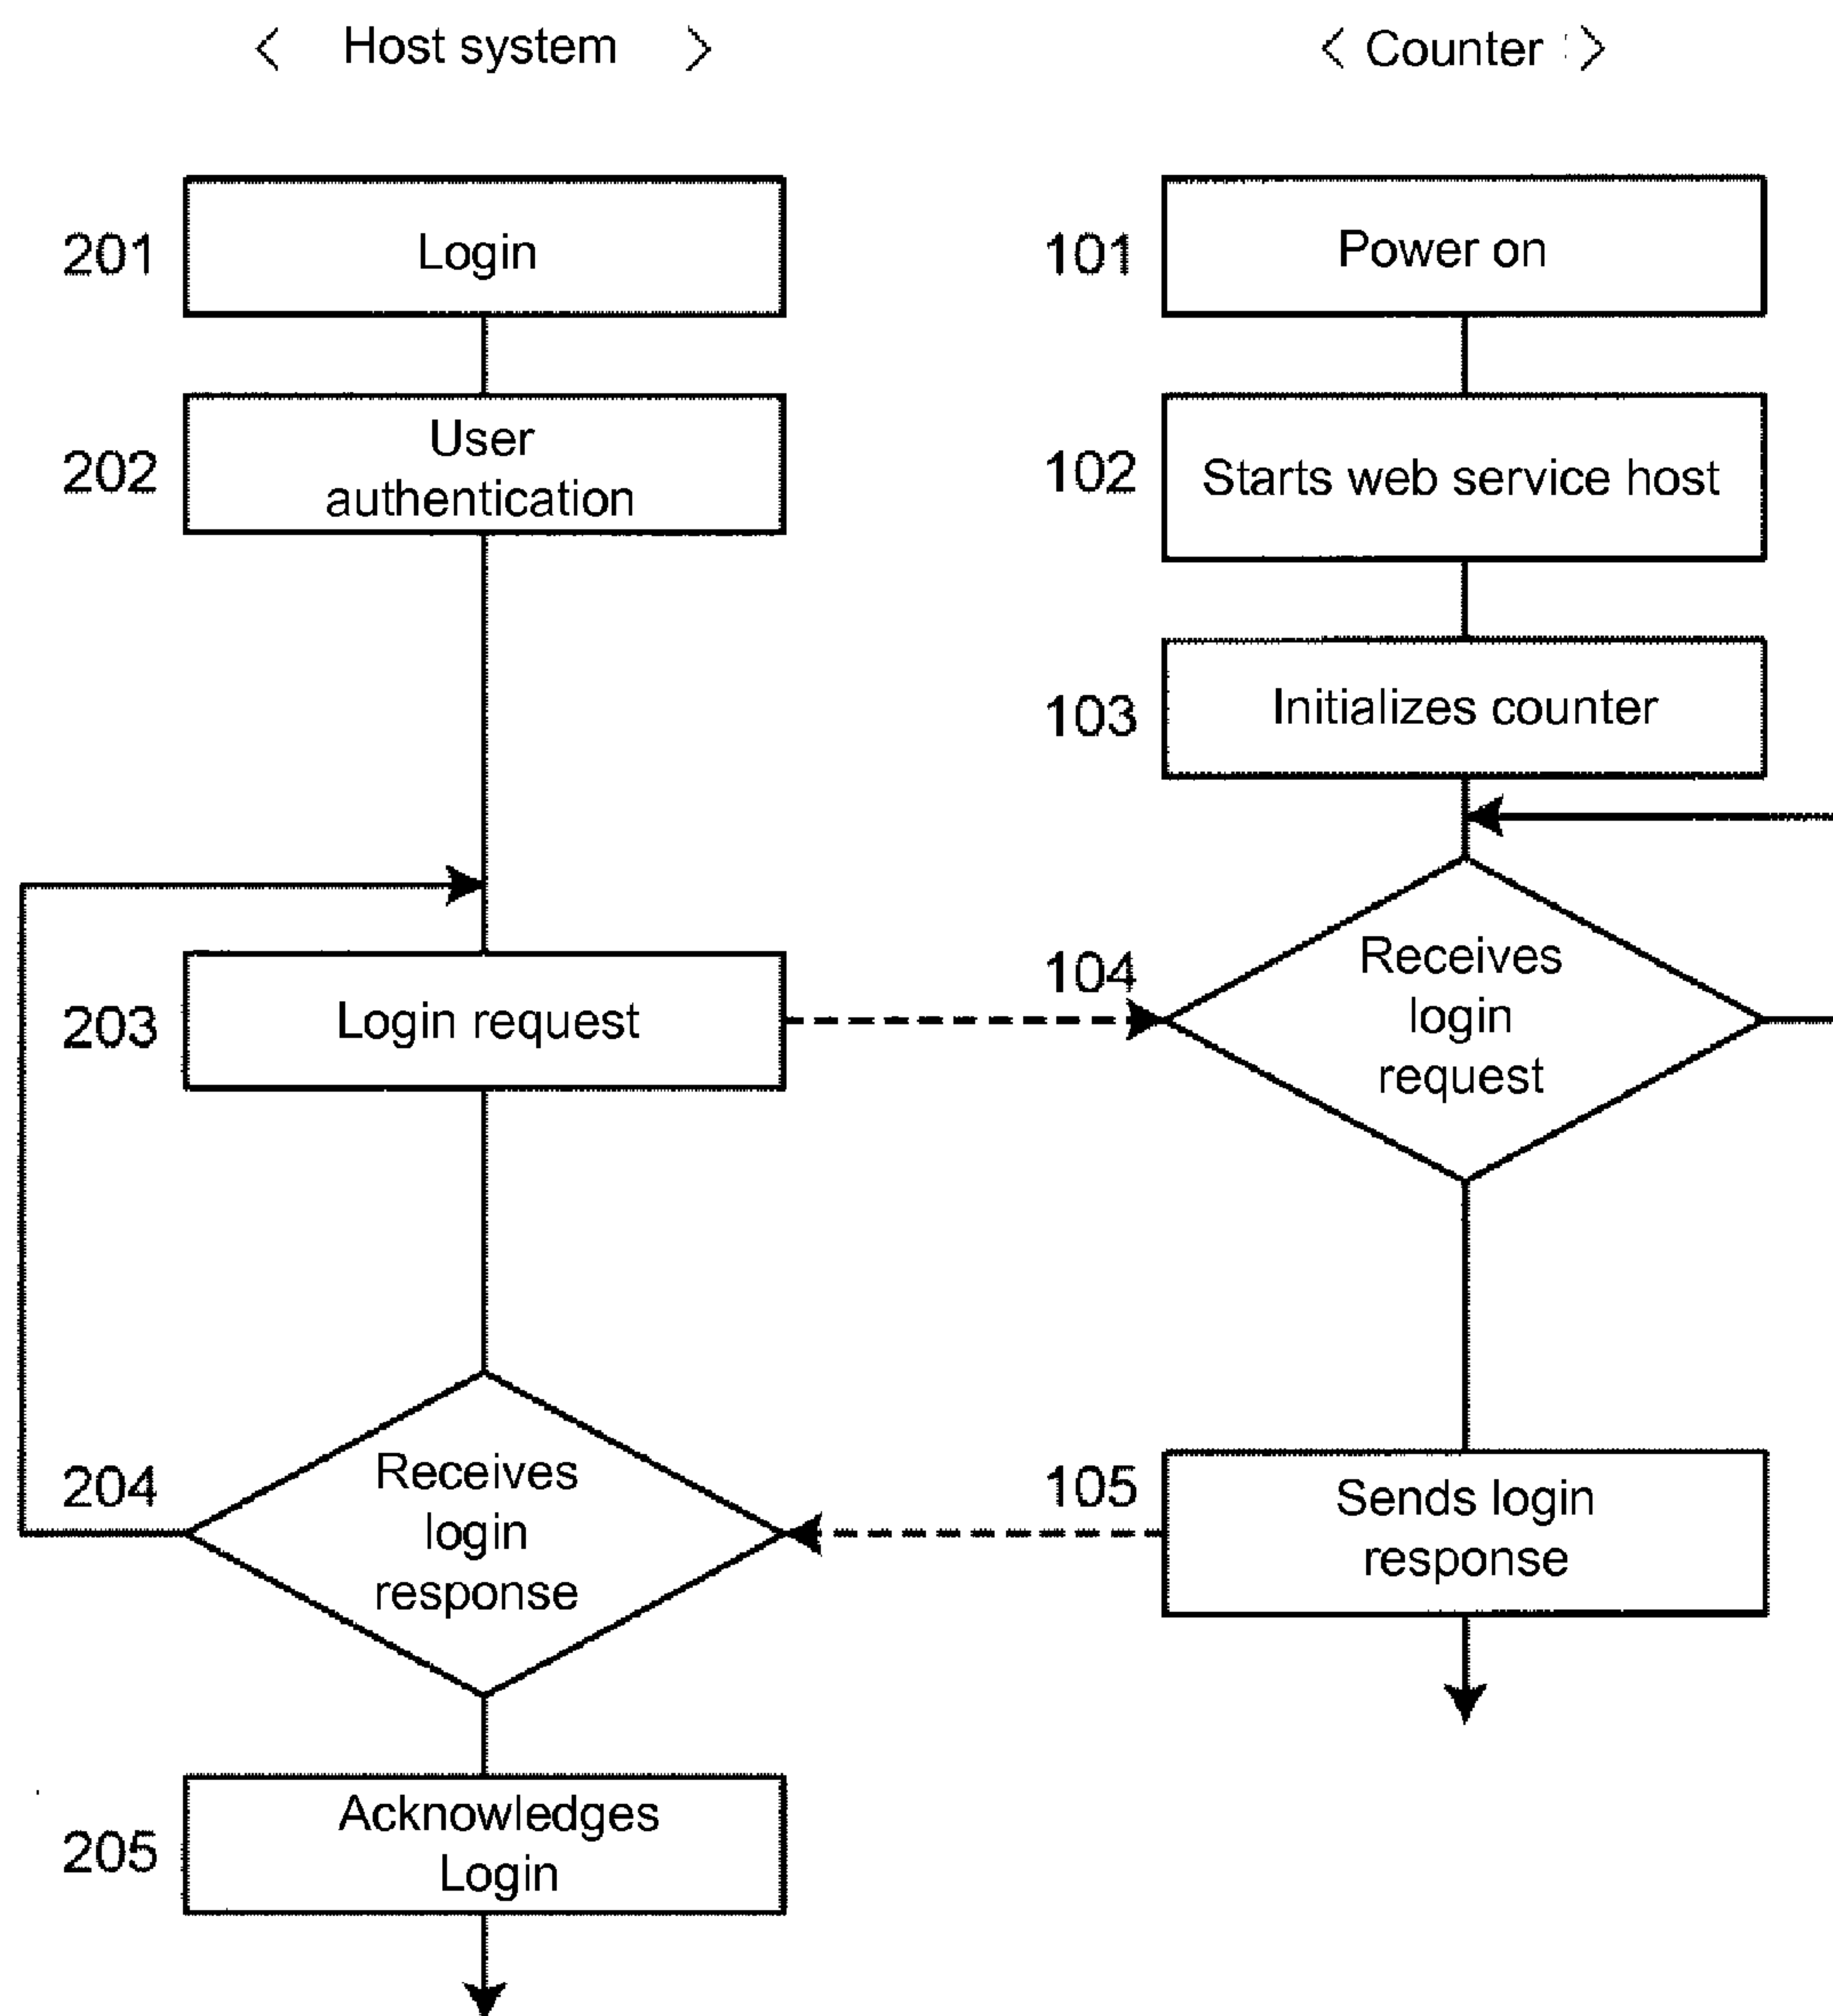 < Host system >
< Counter >
201
Login
101
Power on
202
User
authentication
102
Starts web service host
103
Initializes counter
203
Login request
104
Receives
login
request
204
Receives
login
response
105
Sends login
response
205
Acknowledges
Login